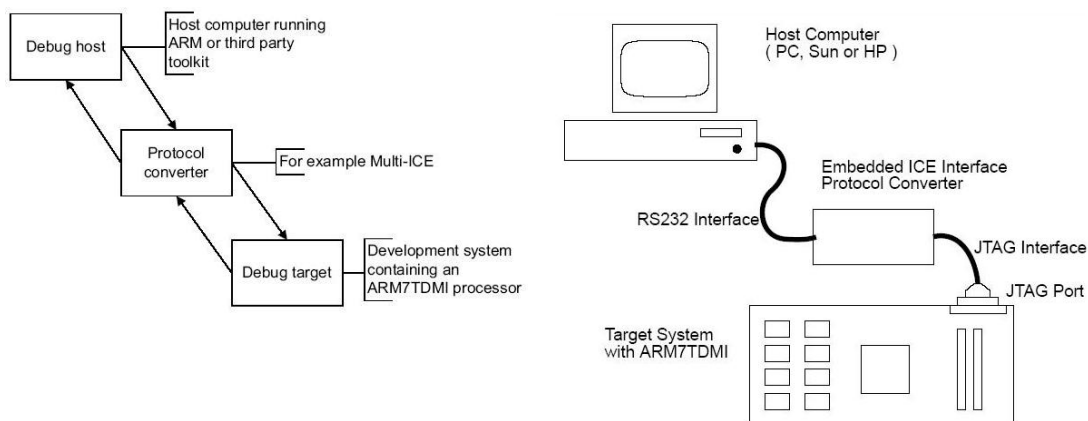 Debug host
Host computer running
ARM or third party
toolkit
Protocol
converter
For example Multi-ICE
Debug target
Development system
containing an
ARM7TDMI processor
Host Computer
( PC, Sun or HP )
Embedded ICE Interface
Protocol Converter
RS232 Interface
JTAG Interface
JTAG Port
Target System
with ARM7TDMI